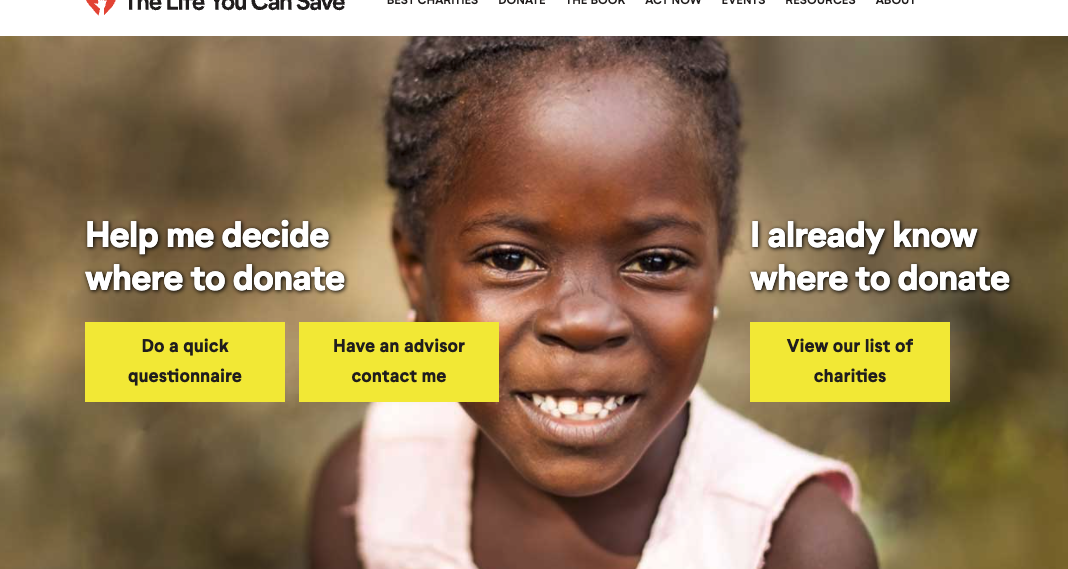 The Life You Can Save
BEST CHARITIES DONATE THE BOOK ACT NOW EVENTS RESOURCES ABOUT
Help me decide
where to donate
I already know
where to donate
Do a quick
questionnaire
Have an advisor
contact me
View our list of
charities